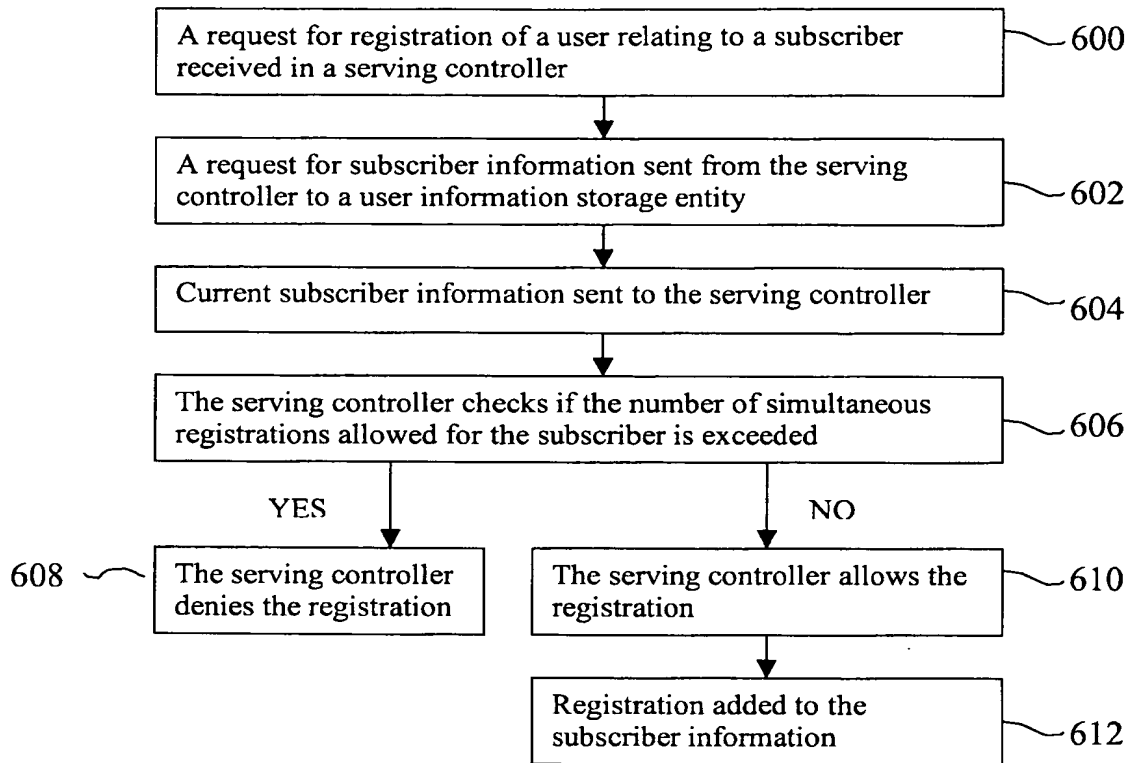 A request for registration of a user relating to a subscriber
received in a serving controller
600
A request for subscriber information sent from the serving
controller to a user information storage entity
602
Current subscriber information sent to the serving controller
604
The serving controller checks if the number of simultaneous
registrations allowed for the subscriber is exceeded
606
YES
NO
608
The serving controller
denies the registration
The serving controller allows the
registration
610
Registration added to the
subscriber information
612